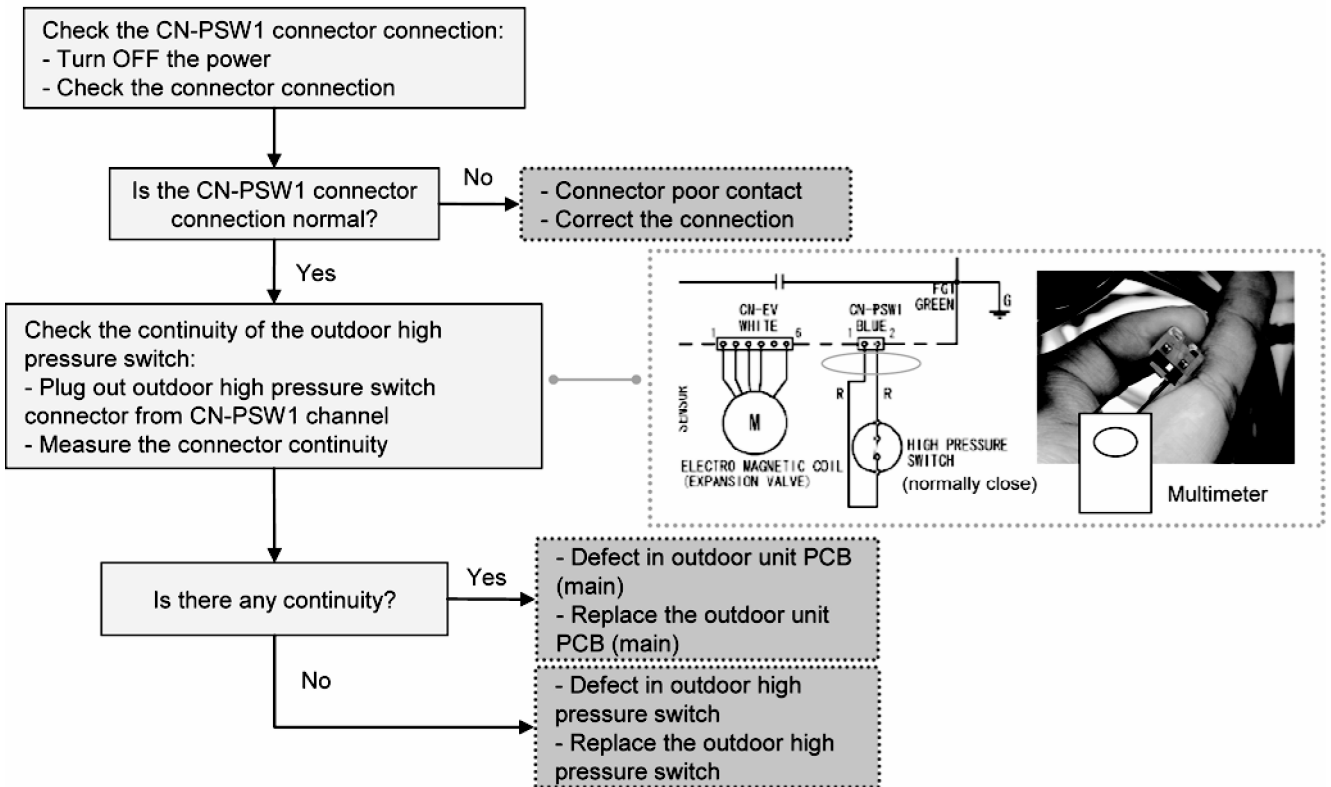 Check the CN-PSW1 connector connection:
- Turn OFF the power
- Check the connector connection
Is the CN-PSW1 connector
connection normal?
No
- Connector poor contact
- Correct the connection
Yes
Check the continuity of the outdoor high
pressure switch:
- Plug out outdoor high pressure switch
connector from CN-PSW1 channel
- Measure the connector continuity
FG1
GREEN
G
CN-EV
WHITE
1
6
CN-PSW1
BLUE
1
2
SENSOR
M
R
R
ELECTRO MAGNETIC COIL
(EXPANSION VALVE)
HIGH PRESSURE
SWITCH
(normally close)
Multimeter
Is there any continuity?
Yes
- Defect in outdoor unit PCB
(main)
- Replace the outdoor unit
PCB (main)
No
- Defect in outdoor high
pressure switch
- Replace the outdoor high
pressure switch